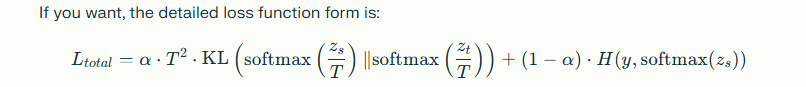 If you want, the detailed loss function form is:
L_{total} = α · T² · KL (softmax (z_s/T) ∥softmax (z_t/T)) + (1 − α) · H(y, softmax(z_s))